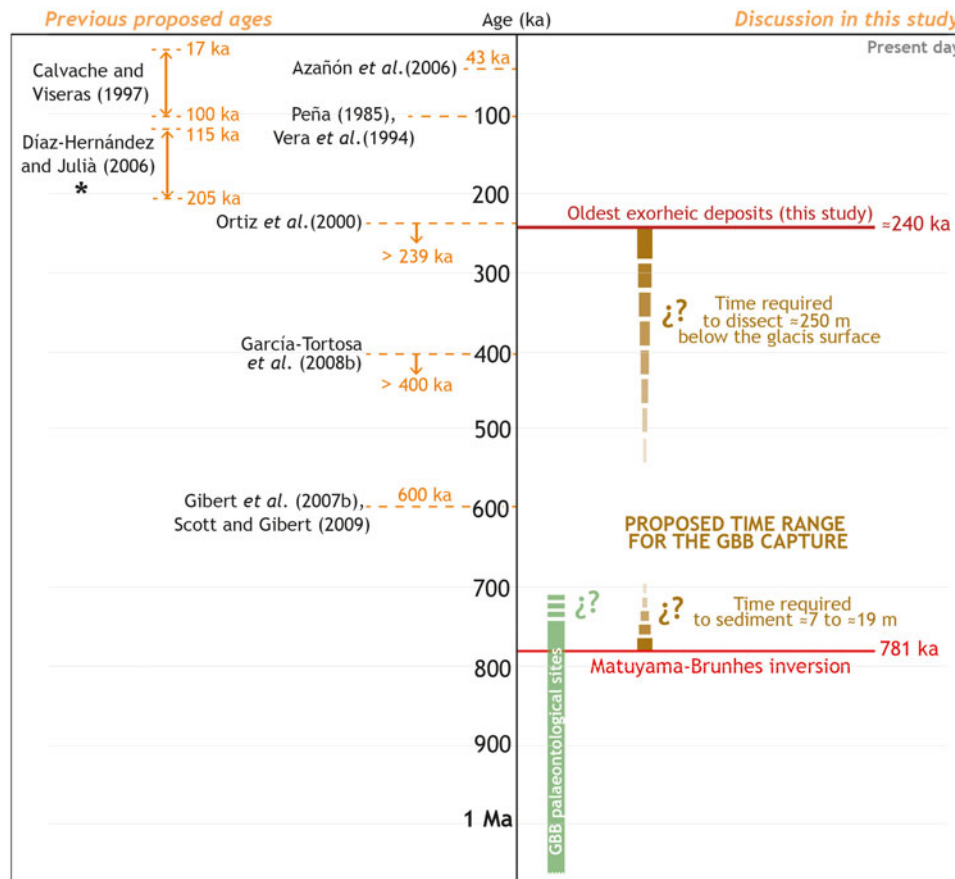 Previous proposed ages
Age (ka)
Discussion in this study
Present day
17 ka
Calvache and
Viseras (1997)
100 ka
43 ka
Azañón et al.(2006)
Peña (1985),
Vera et al.(1994)
100
115 ka
Díaz-Hernández
and Julià (2006)
*
205 ka
200
Ortiz et al.(2000)
> 239 ka
Oldest exorheic deposits (this study)
≈240 ka
300
¿?
Time required
to dissect ≈250 m
below the glacis surface
García-Tortosa
et al. (2008b)
> 400 ka
400
500
Gibert et al. (2007b),
Scott and Gibert (2009)
600 ka
600
PROPOSED TIME RANGE
FOR THE GBB CAPTURE
700
¿?
¿?
Time required
to sediment ≈7 to ≈19 m
781 ka
Matuyama-Brunhes inversion
800
900
1 Ma
GBB palaeontological sites